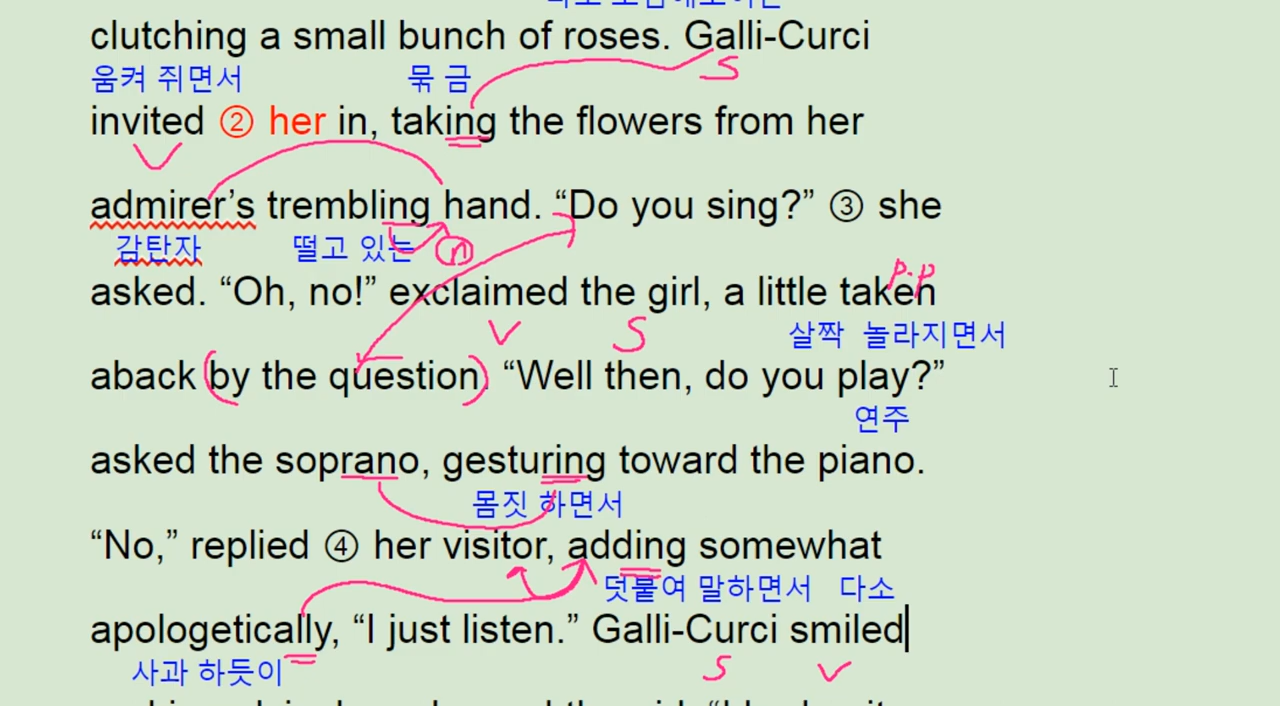 clutching a small bunch of roses. Galli-Curci
움켜 쥐면서 묶 금 S
invited ② her in, taking the flowers from her
admirer’s trembling hand. “Do you sing?” ③ she
감탄자 떨고 있는 n
asked. “Oh, no!” exclaimed the girl, a little taken p.p
V S 살짝 놀라지면서
aback (by the question). “Well then, do you play?”
연주
asked the soprano, gesturing toward the piano.
몸짓 하면서
“No,” replied ④ her visitor, adding somewhat
덧붙여 말하면서 다소
apologetically, “I just listen.” Galli-Curci smiled
사과 하듯이 S V